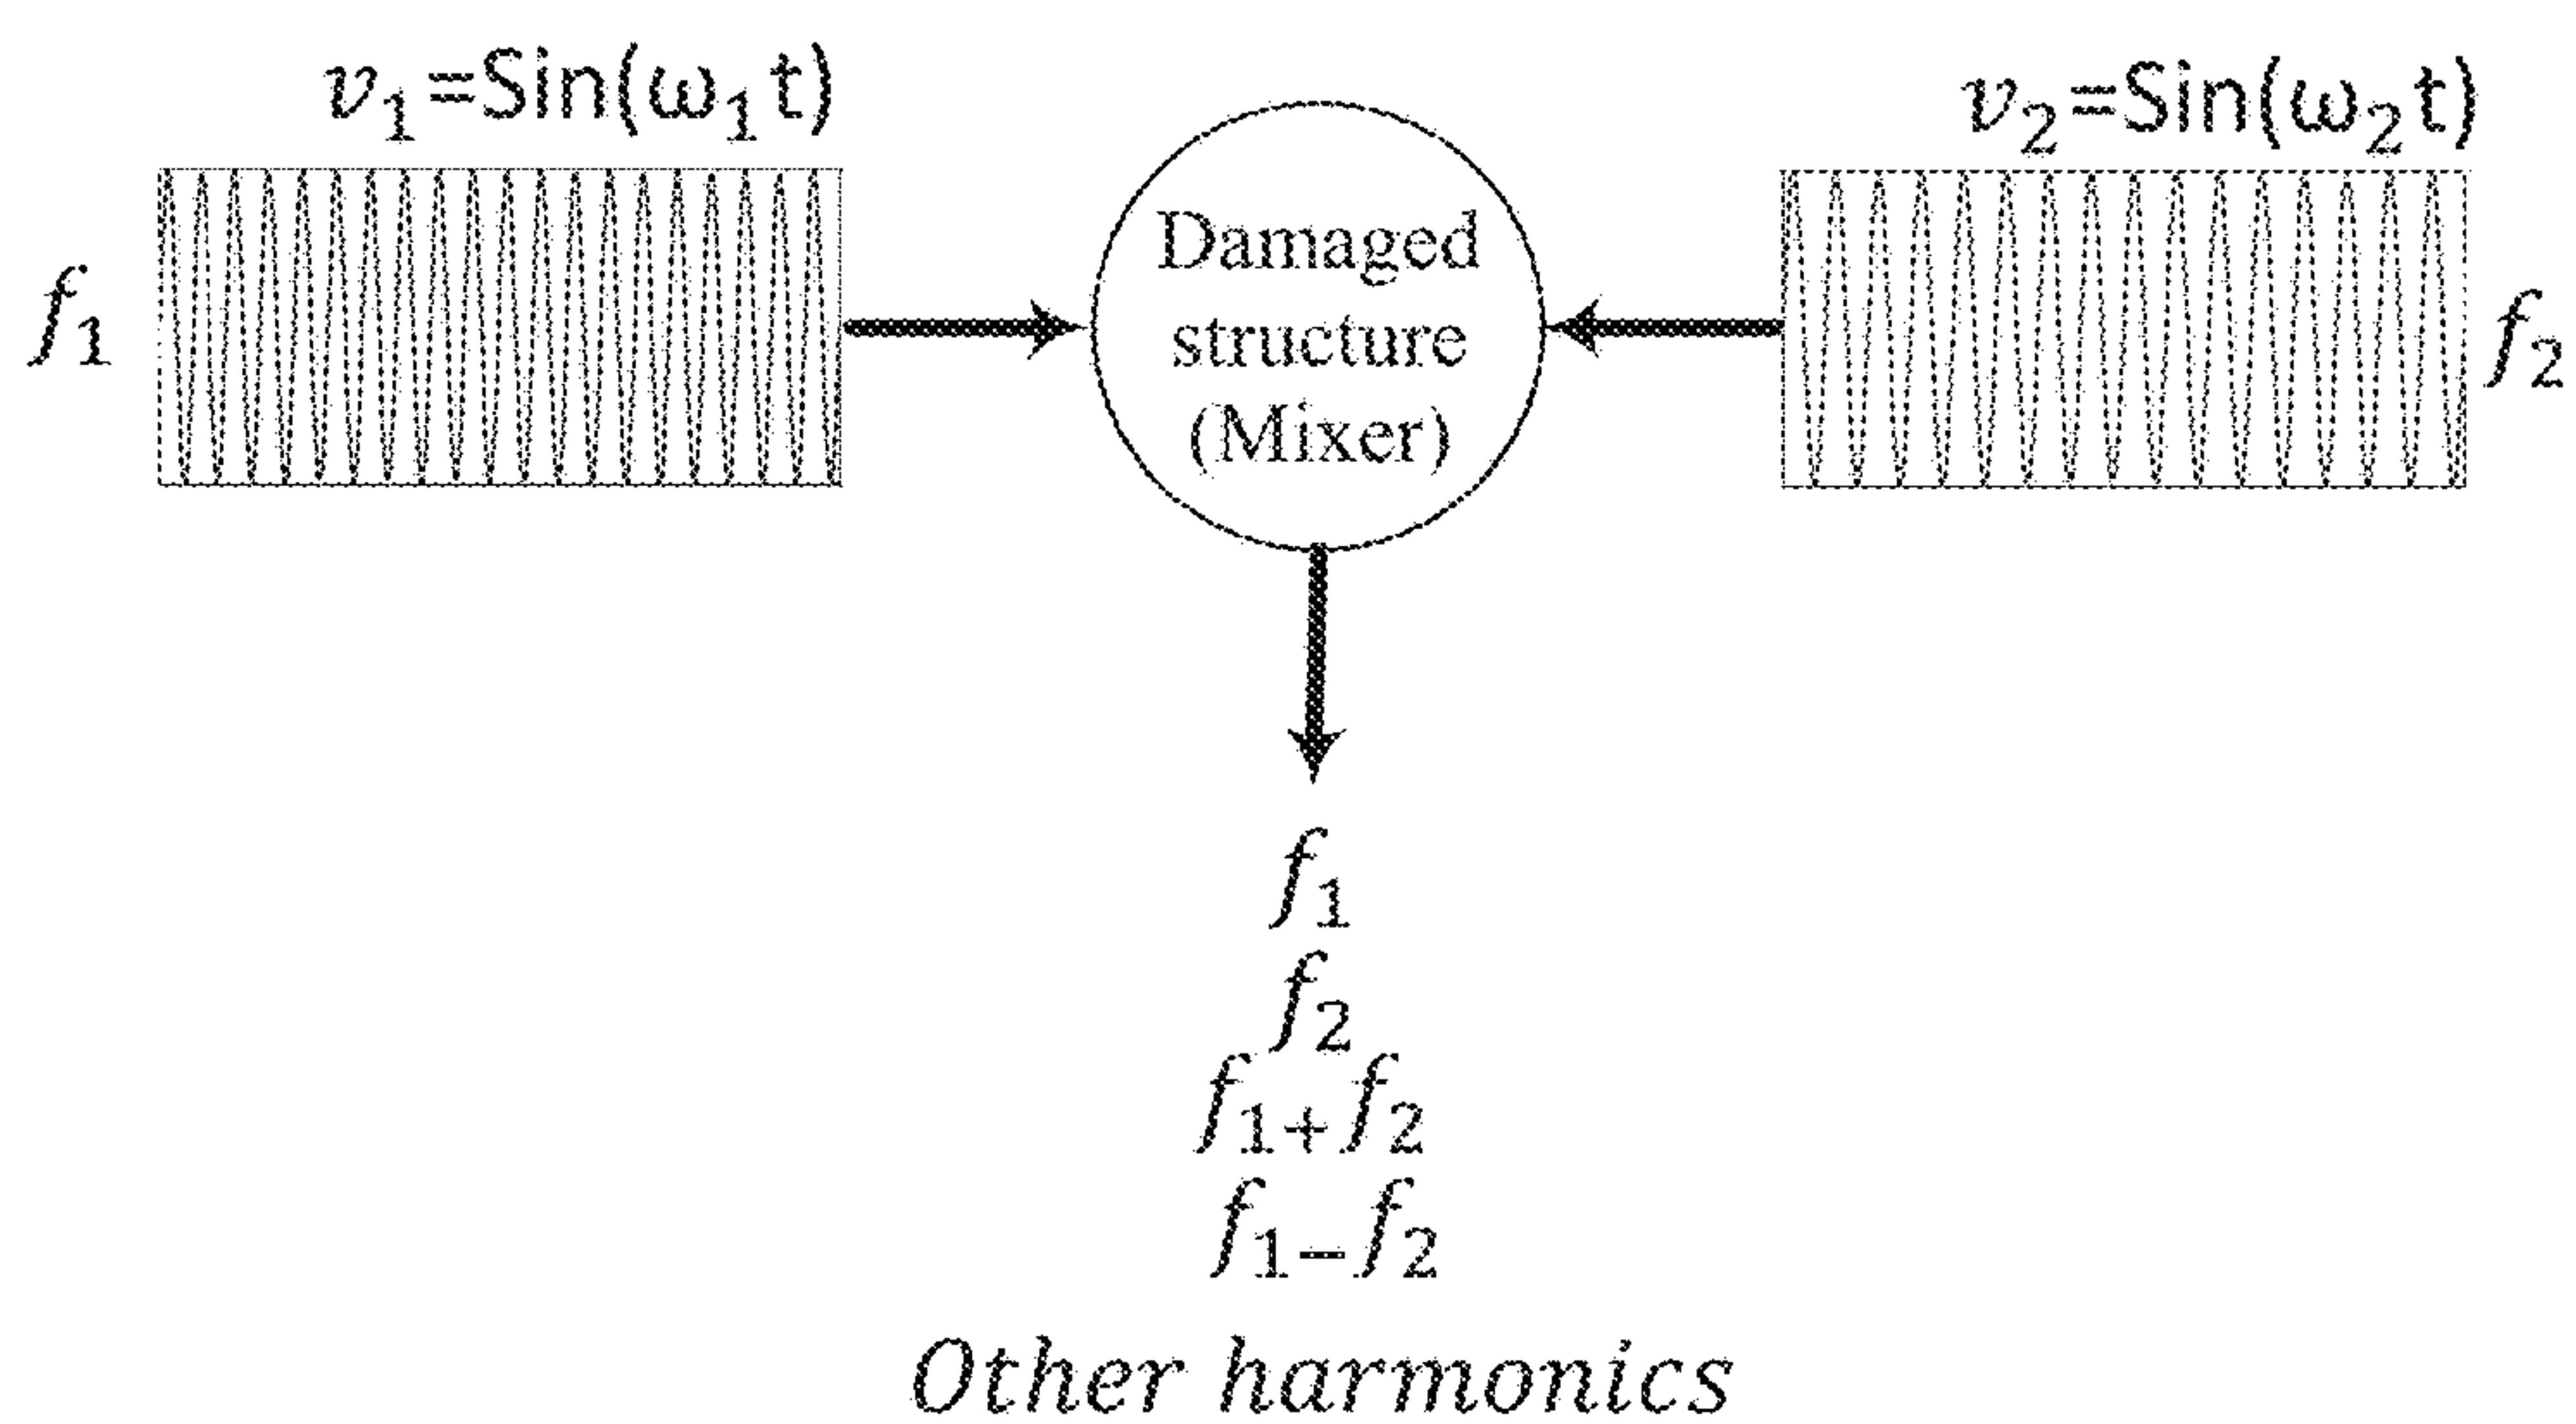 v₁=Sin(ω₁t)
v₂=Sin(ω₂t)
f₁
Damaged
structure
(Mixer)
f₂
f₁
f₂
f₁+f₂
f₁−f₂
Other harmonics